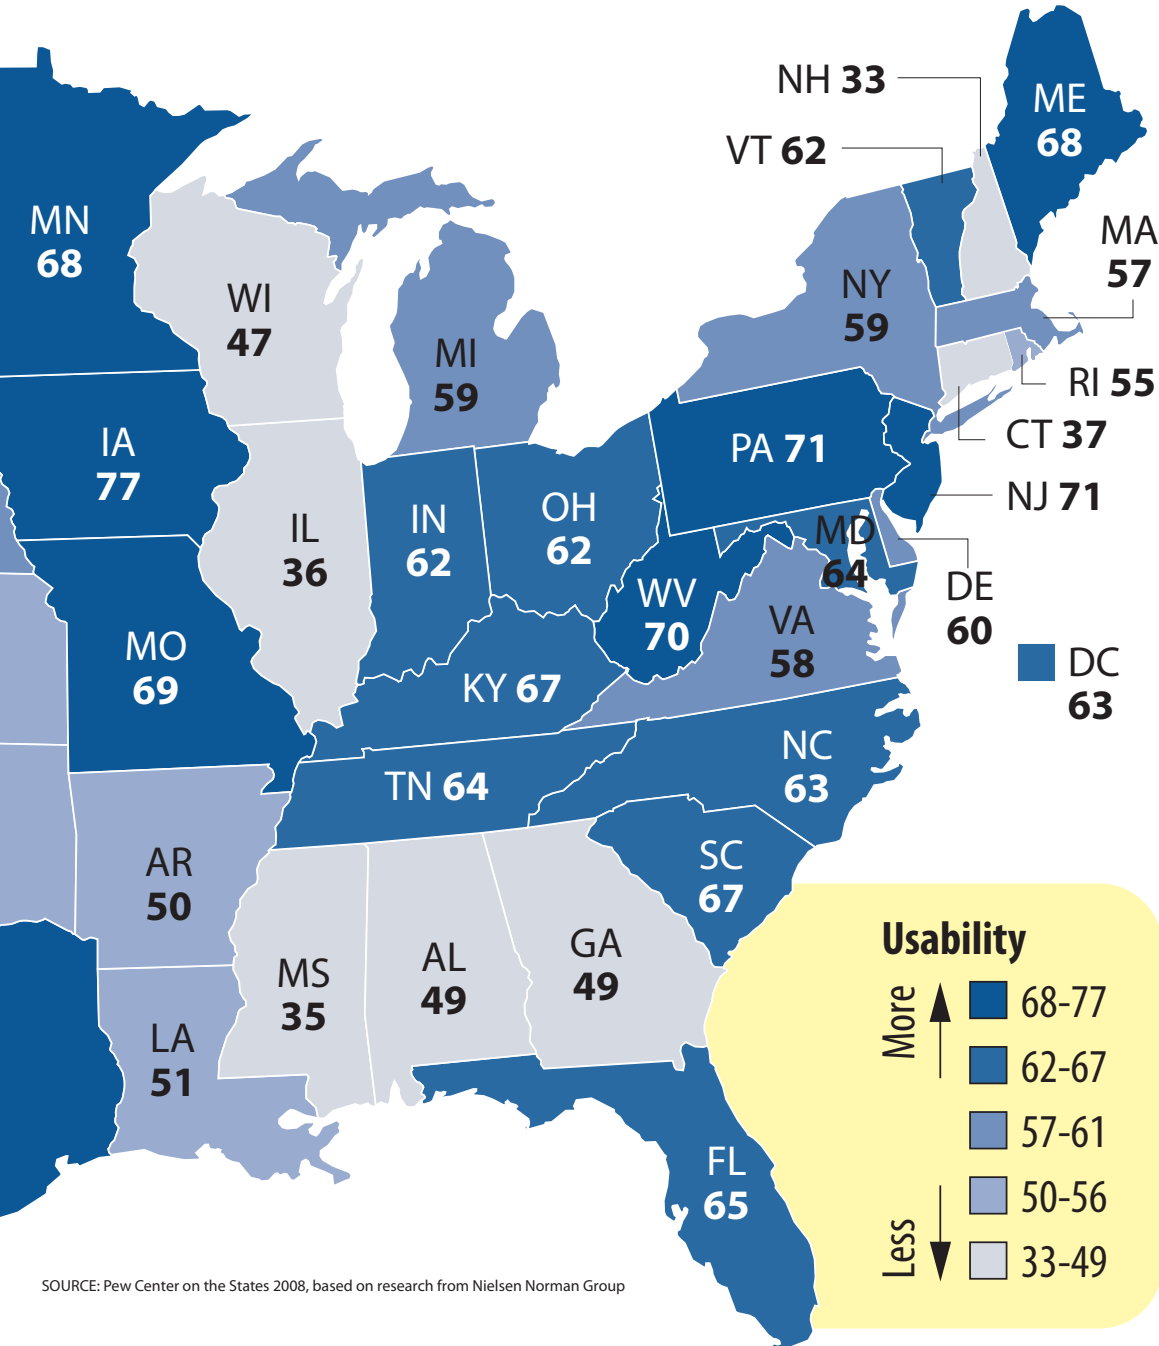 NH 33
ME
68
VT 62
MN
68
MA
57
WI
47
NY
59
MI
59
RI 55
IA
77
CT 37
PA 71
NJ 71
IL
36
IN
62
OH
62
MD
64
DE
60
WV
70
VA
58
DC
63
MO
69
KY 67
NC
63
TN 64
AR
50
SC
67
MS
35
AL
49
GA
49
LA
51
FL
65
Usability
More
Less
68-77
62-67
57-61
50-56
33-49
SOURCE: Pew Center on the States 2008, based on research from Nielsen Norman Group